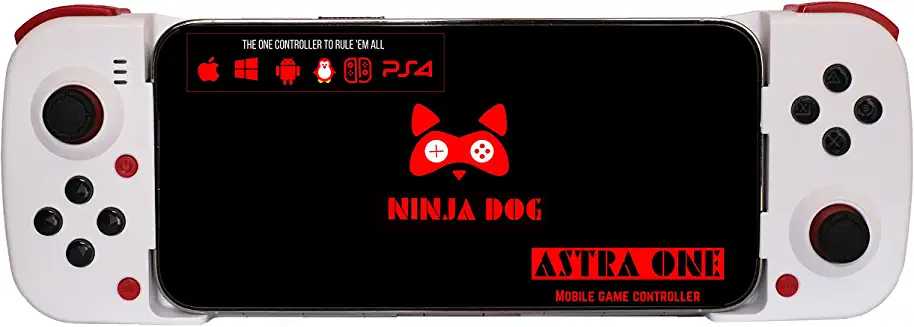 THE ONE CONTROLLER TO RULE 'EM ALL
PS4
NINJA DOG
ASTRA ONE
MOBILE GAME CONTROLLER